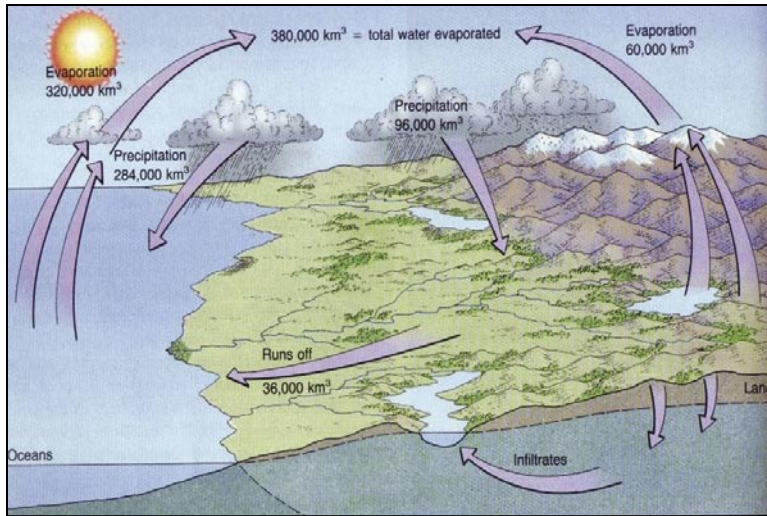 380,000 km³ = total water evaporated
Evaporation
60,000 km³
Evaporation
320,000 km³
Precipitation
96,000 km³
Precipitation
284,000 km³
Runs off
36,000 km³
Lan
Oceans
Infiltrates